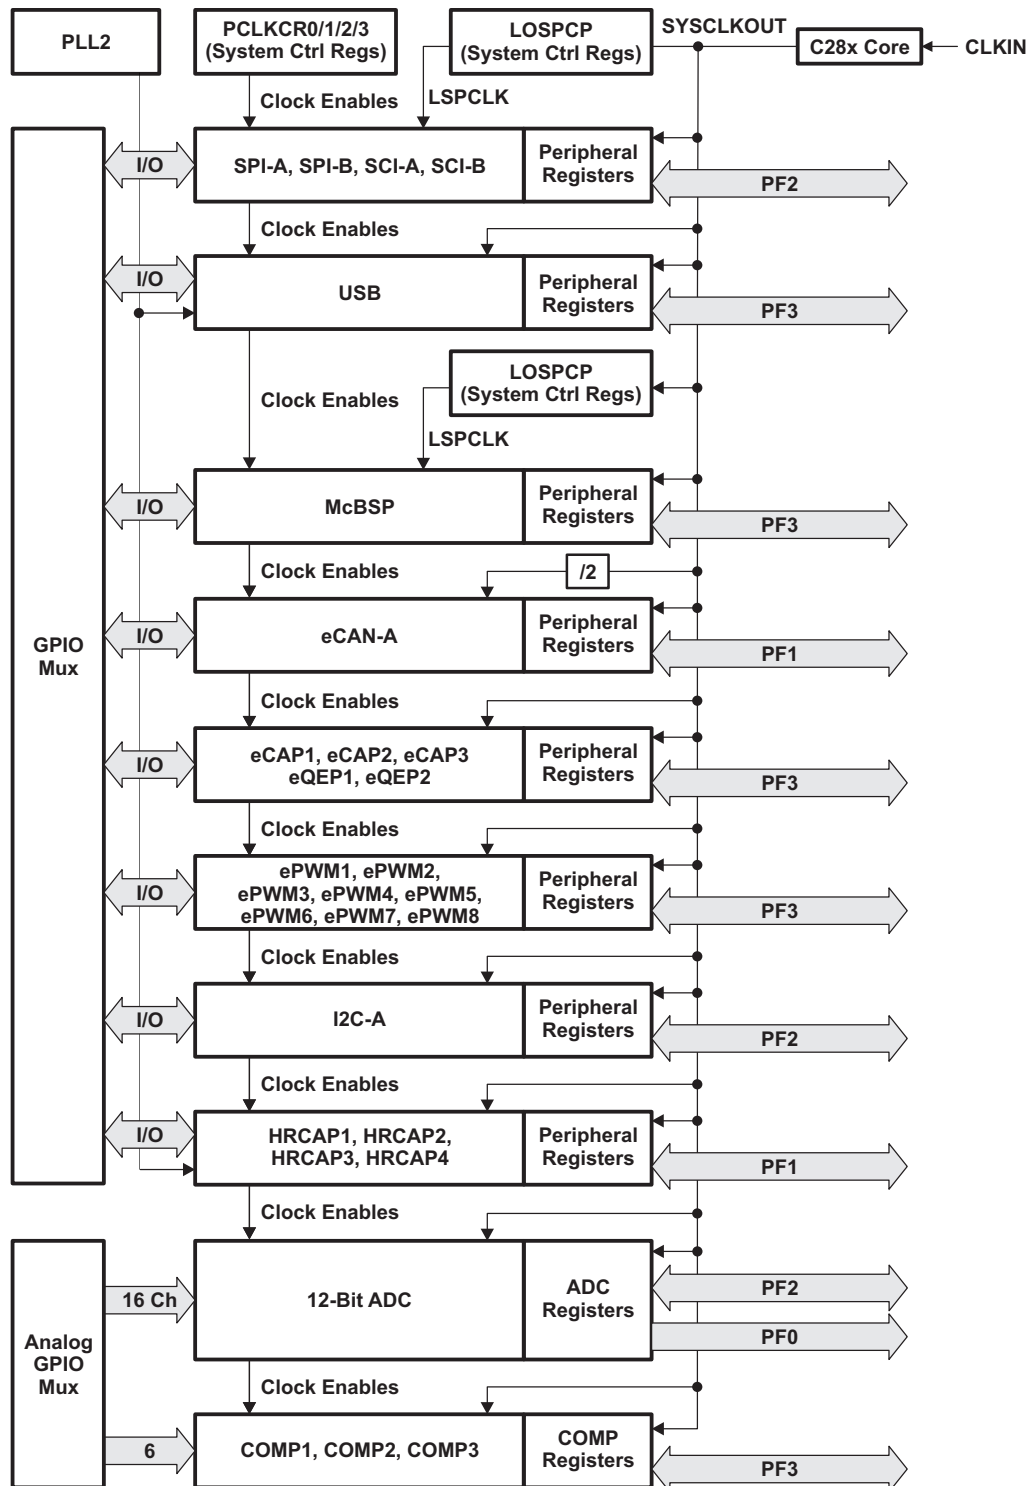 PLL2
PCLKCR0/1/2/3
(System Ctrl Regs)
LOSPCP
(System Ctrl Regs)
SYSCLKOUT
C28x Core
CLKIN
Clock Enables
LSPCLK
I/O
SPI-A, SPI-B, SCI-A, SCI-B
Peripheral
Registers
PF2
Clock Enables
I/O
USB
Peripheral
Registers
PF3
LOSPCP
(System Ctrl Regs)
Clock Enables
LSPCLK
I/O
McBSP
Peripheral
Registers
PF3
Clock Enables
/2
GPIO
Mux
I/O
eCAN-A
Peripheral
Registers
PF1
Clock Enables
I/O
eCAP1, eCAP2, eCAP3
eQEP1, eQEP2
Peripheral
Registers
PF3
Clock Enables
I/O
ePWM1, ePWM2,
ePWM3, ePWM4, ePWM5,
ePWM6, ePWM7, ePWM8
Peripheral
Registers
PF3
Clock Enables
I/O
I2C-A
Peripheral
Registers
PF2
Clock Enables
I/O
HRCAP1, HRCAP2,
HRCAP3, HRCAP4
Peripheral
Registers
PF1
Clock Enables
Analog
GPIO
Mux
16 Ch
12-Bit ADC
ADC
Registers
PF2
PF0
Clock Enables
6
COMP1, COMP2, COMP3
COMP
Registers
PF3